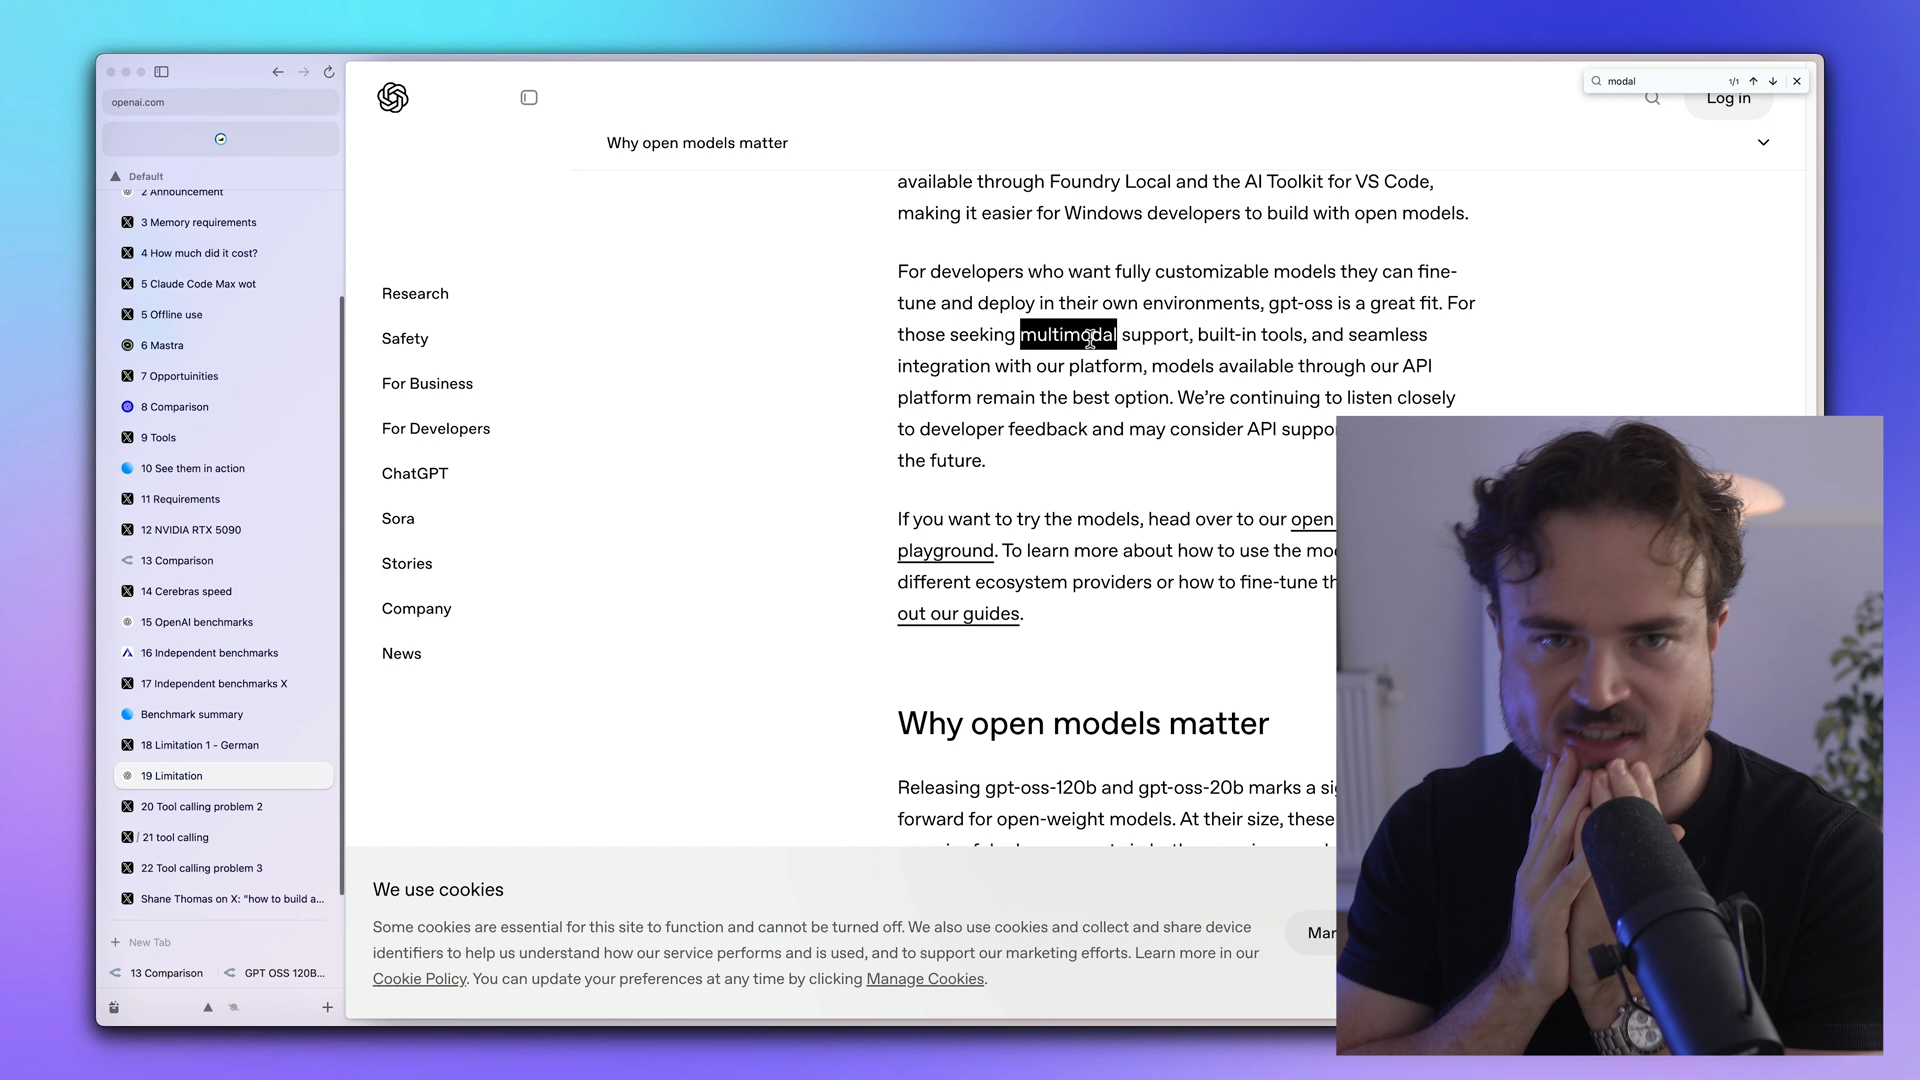 openai.com
Default
2 Announcement
3 Memory requirements
4 How much did it cost?
5 Claude Code Max wot
5 Offline use
6 Mastra
7 Opportuinities
8 Comparison
9 Tools
10 See them in action
11 Requirements
12 NVIDIA RTX 5090
13 Comparison
14 Cerebras speed
15 OpenAI benchmarks
16 Independent benchmarks
17 Independent benchmarks X
Benchmark summary
18 Limitation 1 - German
19 Limitation
20 Tool calling problem 2
/ 21 tool calling
22 Tool calling problem 3
Shane Thomas on X: "how to build a...
New Tab
13 Comparison
GPT OSS 120B...
modal
1/1
Log in
Why open models matter
Research
Safety
For Business
For Developers
ChatGPT
Sora
Stories
Company
News
available through Foundry Local and the AI Toolkit for VS Code,
making it easier for Windows developers to build with open models.
For developers who want fully customizable models they can fine-
tune and deploy in their own environments, gpt-oss is a great fit. For
those seeking multimodal support, built-in tools, and seamless
integration with our platform, models available through our API
platform remain the best option. We're continuing to listen closely
to developer feedback and may consider API suppo
the future.
If you want to try the models, head over to our open
playground. To learn more about how to use the mo
different ecosystem providers or how to fine-tune th
out our guides.
Why open models matter
Releasing gpt-oss-120b and gpt-oss-20b marks a si
forward for open-weight models. At their size, these
We use cookies
Some cookies are essential for this site to function and cannot be turned off. We also use cookies and collect and share device
identifiers to help us understand how our service performs and is used, and to support our marketing efforts. Learn more in our
Cookie Policy. You can update your preferences at any time by clicking Manage Cookies.
Mar